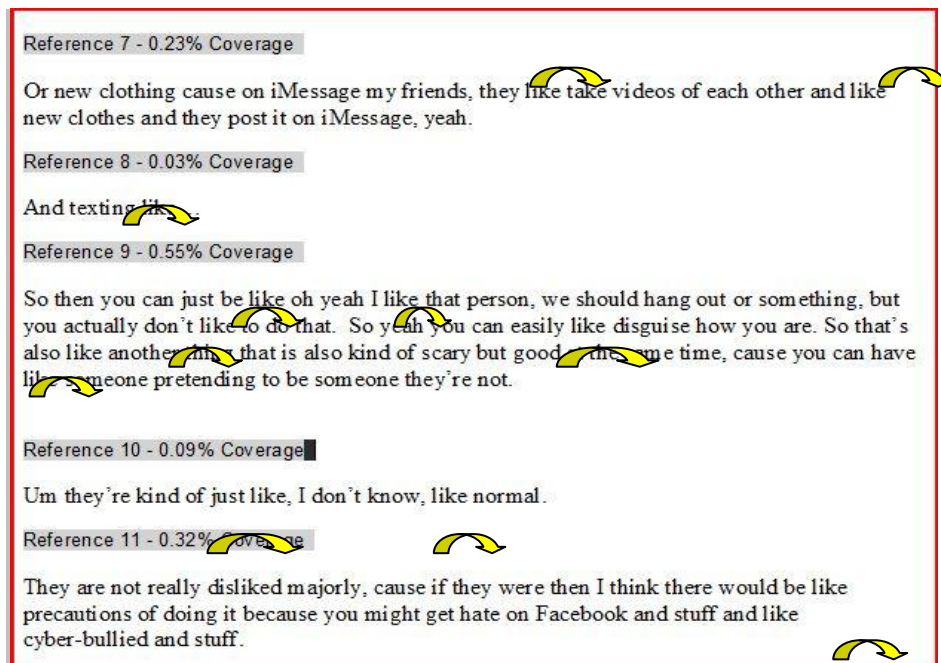 Reference 7 - 0.23% Coverage
Or new clothing cause on iMessage my friends, they like take videos of each other and like
new clothes and they post it on iMessage, yeah.
Reference 8 - 0.03% Coverage
And texting like
Reference 9 - 0.55% Coverage
So then you can just be like oh yeah I like that person, we should hang out or something, but
you actually don't like to do that.  So yeah you can easily like disguise how you are. So that's
also like another thing that is also kind of scary but good at the same time, cause you can have
like someone pretending to be someone they're not.
Reference 10 - 0.09% Coverage
Um they're kind of just like, I don't know, like normal.
Reference 11 - 0.32% Coverage
They are not really disliked majorly, cause if they were then I think there would be like
precautions of doing it because you might get hate on Facebook and stuff and like
cyber-bullied and stuff.